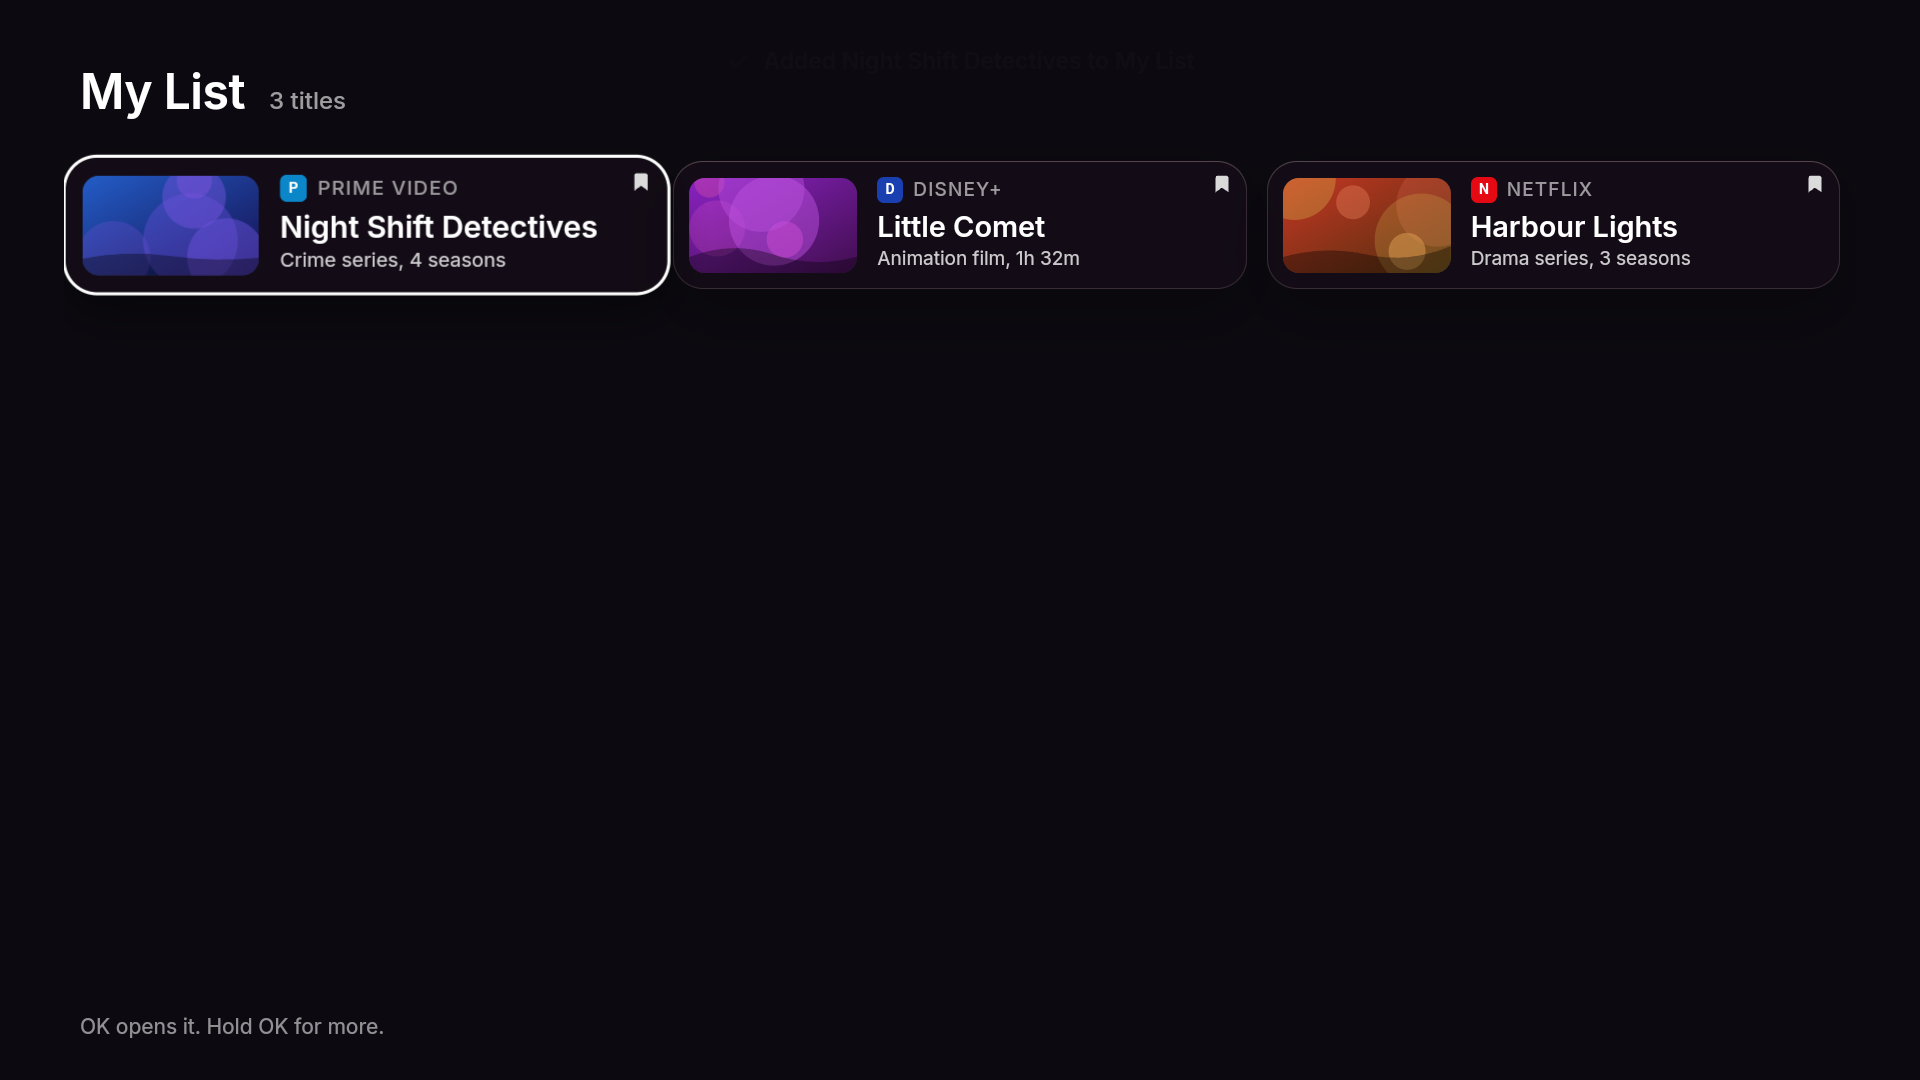 Added Night Shift Detectives to My List
My List
3 titles
P PRIME VIDEO
Night Shift Detectives
Crime series, 4 seasons
D DISNEY+
Little Comet
Animation film, 1h 32m
N NETFLIX
Harbour Lights
Drama series, 3 seasons
OK opens it. Hold OK for more.